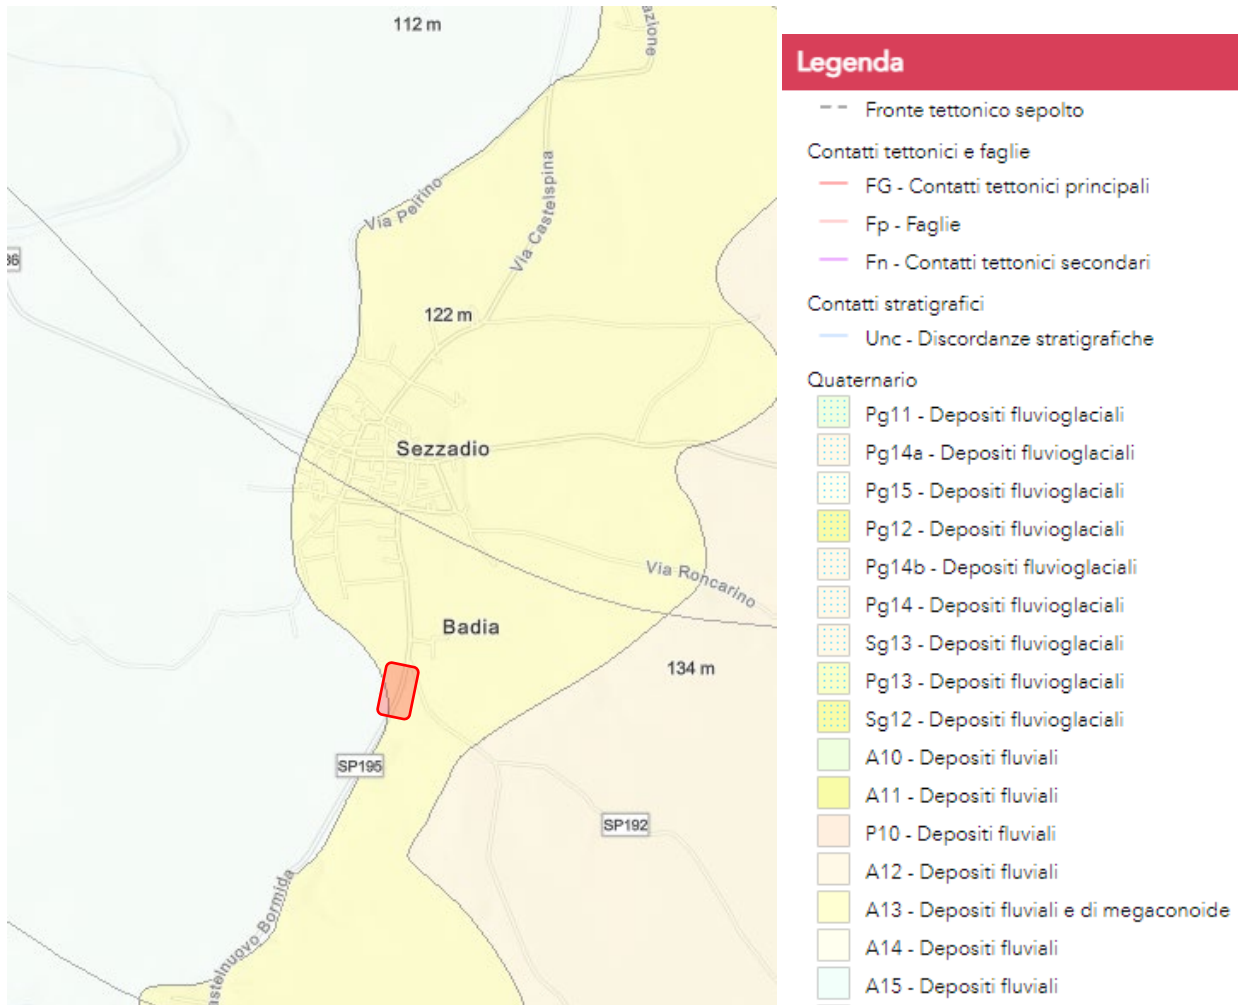 112 m
azione
Via Peirino
Via Castelspina
36
122 m
Sezzadio
Via Roncarino
Badia
134 m
SP195
SP192
astelnuovo Bormida
Legenda
Fronte tettonico sepolto
Contatti tettonici e faglie
FG - Contatti tettonici principali
Fp - Faglie
Fn - Contatti tettonici secondari
Contatti stratigrafici
Unc - Discordanze stratigrafiche
Quaternario
Pg11 - Depositi fluvioglaciali
Pg14a - Depositi fluvioglaciali
Pg15 - Depositi fluvioglaciali
Pg12 - Depositi fluvioglaciali
Pg14b - Depositi fluvioglaciali
Pg14 - Depositi fluvioglaciali
Sg13 - Depositi fluvioglaciali
Pg13 - Depositi fluvioglaciali
Sg12 - Depositi fluvioglaciali
A10 - Depositi fluviali
A11 - Depositi fluviali
P10 - Depositi fluviali
A12 - Depositi fluviali
A13 - Depositi fluviali e di megaconoide
A14 - Depositi fluviali
A15 - Depositi fluviali